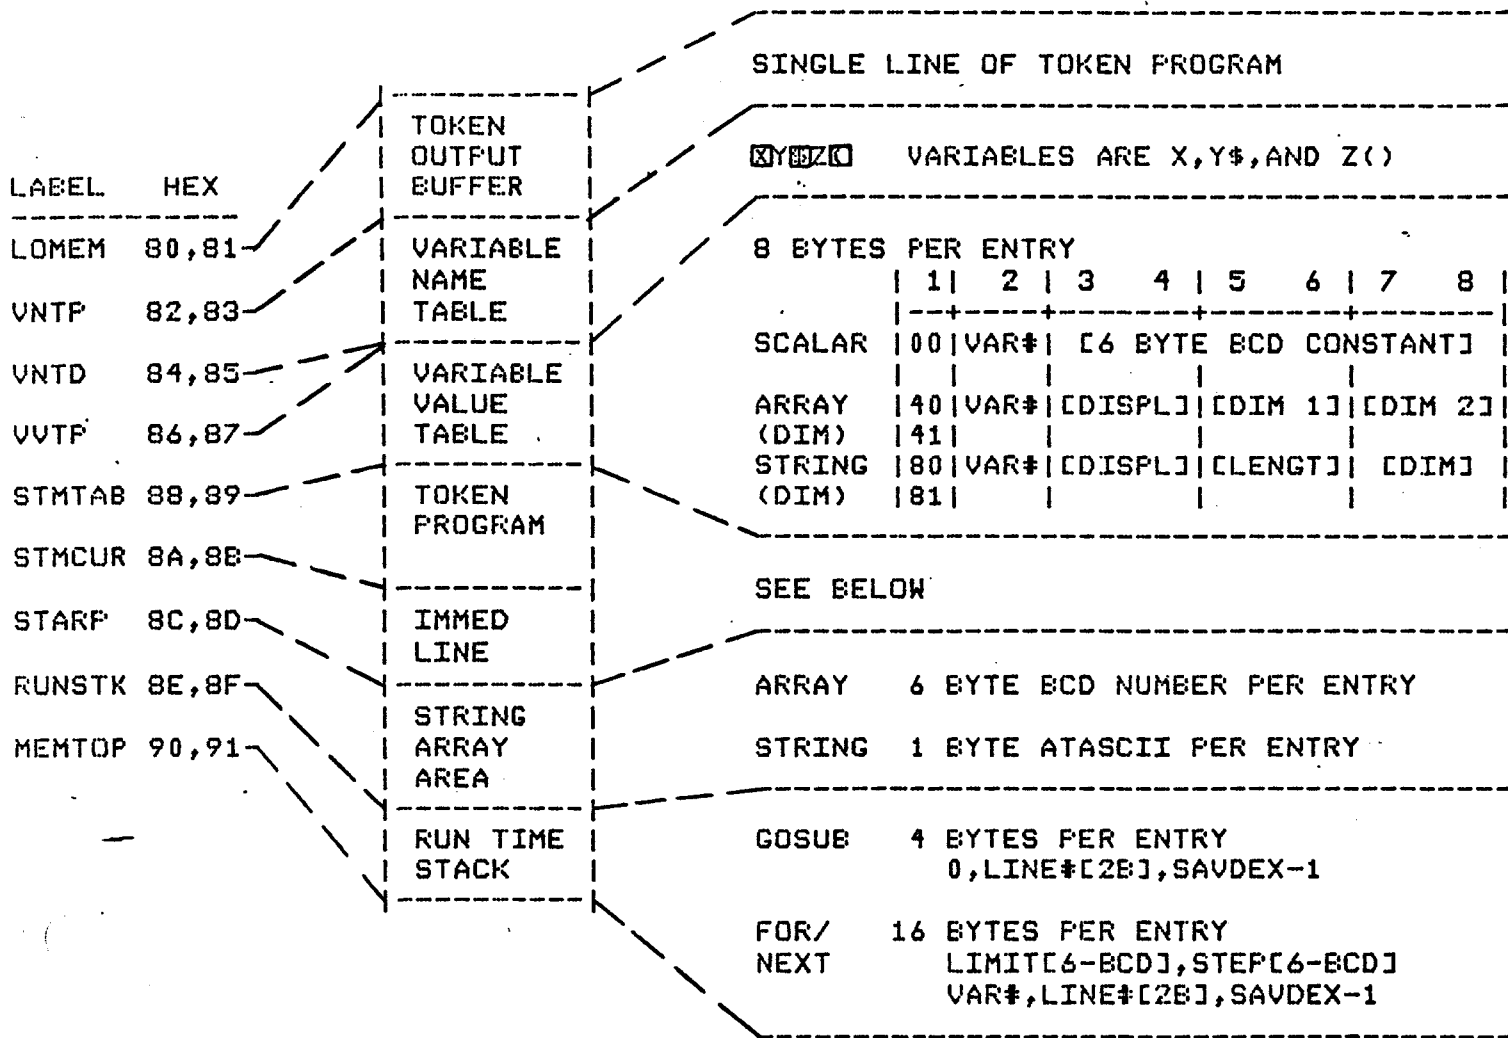 LABEL HEX
LOMEM 80,81
VNTP 82,83
VNTD 84,85
VVTP 86,87
STMTAB 88,89
STMCUR 8A,8B
STARP 8C,8D
RUNSTK 8E,8F
MEMTOP 90,91
TOKEN
OUTPUT
BUFFER
VARIABLE
NAME
TABLE
VARIABLE
VALUE
TABLE
TOKEN
PROGRAM
IMMED
LINE
STRING
ARRAY
AREA
RUN TIME
STACK
SINGLE LINE OF TOKEN PROGRAM
XY$Z( VARIABLES ARE X,Y$,AND Z()
8 BYTES PER ENTRY
| 1| 2 | 3 4 | 5 6 | 7 8 |
SCALAR |00|VAR#| [6 BYTE BCD CONSTANT]
ARRAY |40|VAR#|[DISPL]|[DIM 1]|[DIM 2]|
(DIM) |41| | | | |
STRING |80|VAR#|[DISPL]|[LENGT]| [DIM] |
(DIM) |81| | | | |
SEE BELOW
ARRAY 6 BYTE BCD NUMBER PER ENTRY
STRING 1 BYTE ATASCII PER ENTRY
GOSUB 4 BYTES PER ENTRY
0,LINE#[2B],SAVDEX-1
FOR/ 16 BYTES PER ENTRY
NEXT LIMIT[6-BCD],STEP[6-BCD]
VAR#,LINE#[2B],SAVDEX-1